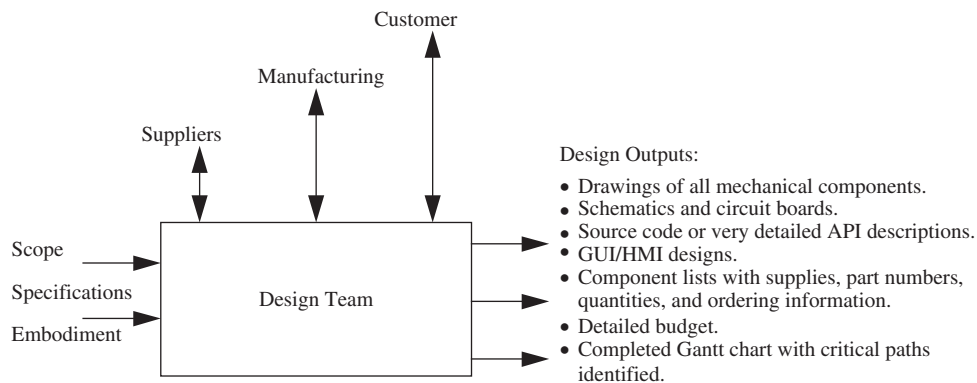 Customer
Manufacturing
Suppliers
Scope
Specifications
Embodiment
Design Team
Design Outputs:
• Drawings of all mechanical components.
• Schematics and circuit boards.
• Source code or very detailed API descriptions.
• GUI/HMI designs.
• Component lists with supplies, part numbers,
quantities, and ordering information.
• Detailed budget.
• Completed Gantt chart with critical paths
identified.